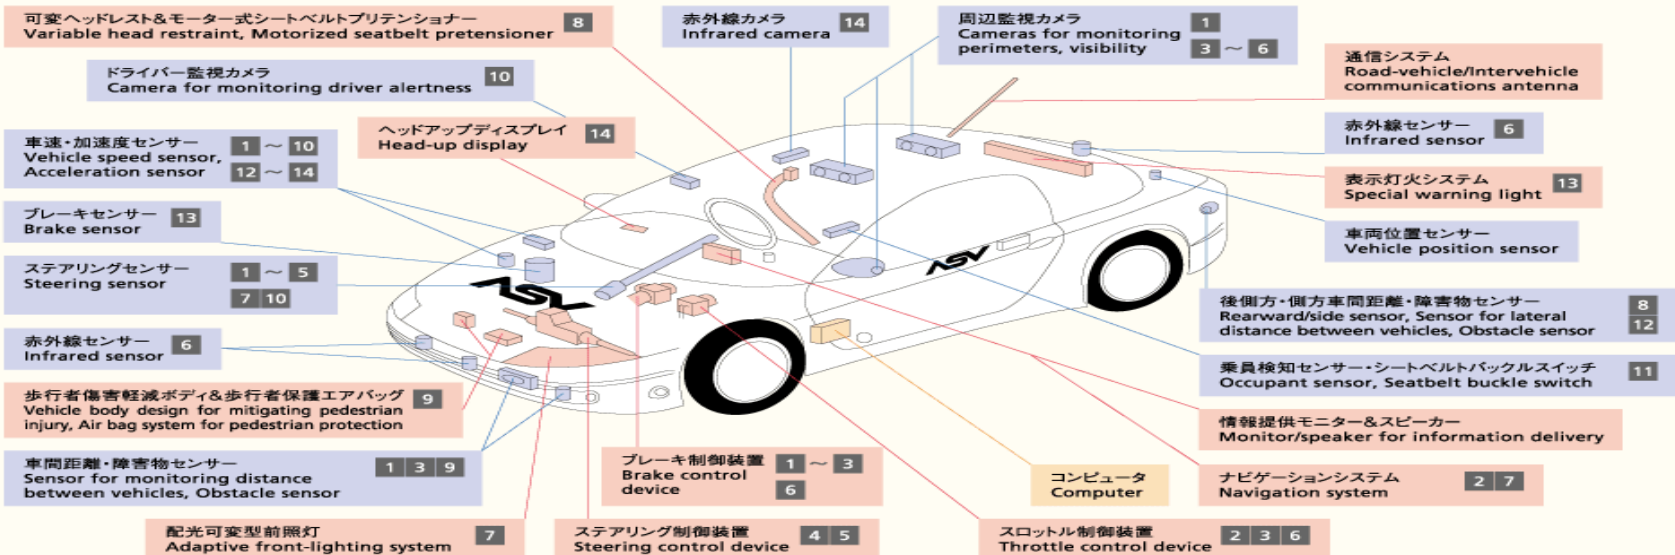 可変ヘッドレスト&モーター式シートベルトプリテンショナー 8
Variable head restraint, Motorized seatbelt pretensioner
赤外線カメラ 14
Infrared camera
周辺監視カメラ 1
Cameras for monitoring
perimeters, visibility 3 ～ 6
通信システム
Road-vehicle/Intervehicle
communications antenna
ドライバー監視カメラ 10
Camera for monitoring driver alertness
ヘッドアップディスプレイ 14
Head-up display
赤外線センサー 6
Infrared sensor
車速・加速度センサー 1 ～ 10
Vehicle speed sensor,
Acceleration sensor 12 ～ 14
表示灯火システム 13
Special warning light
ブレーキセンサー 13
Brake sensor
車両位置センサー
Vehicle position sensor
ステアリングセンサー 1 ～ 5
Steering sensor
7 10
ASV
ASV
後側方・側方車間距離・障害物センサー 8
Rearward/side sensor, Sensor for lateral 12
distance between vehicles, Obstacle sensor
赤外線センサー 6
Infrared sensor
乗員検知センサー・シートベルトバックルスイッチ 11
Occupant sensor, Seatbelt buckle switch
歩行者傷害軽減ボディ&歩行者保護エアバッグ 9
Vehicle body design for mitigating pedestrian
injury, Air bag system for pedestrian protection
情報提供モニター&スピーカー
Monitor/speaker for information delivery
車間距離・障害物センサー 1 3 9
Sensor for monitoring distance
between vehicles, Obstacle sensor
ブレーキ制御装置 1 ～ 3
Brake control
device 6
コンピュータ
Computer
ナビゲーションシステム 2 7
Navigation system
配光可変型前照灯 7
Adaptive front-lighting system
ステアリング制御装置 4 5
Steering control device
スロットル制御装置 2 3 6
Throttle control device